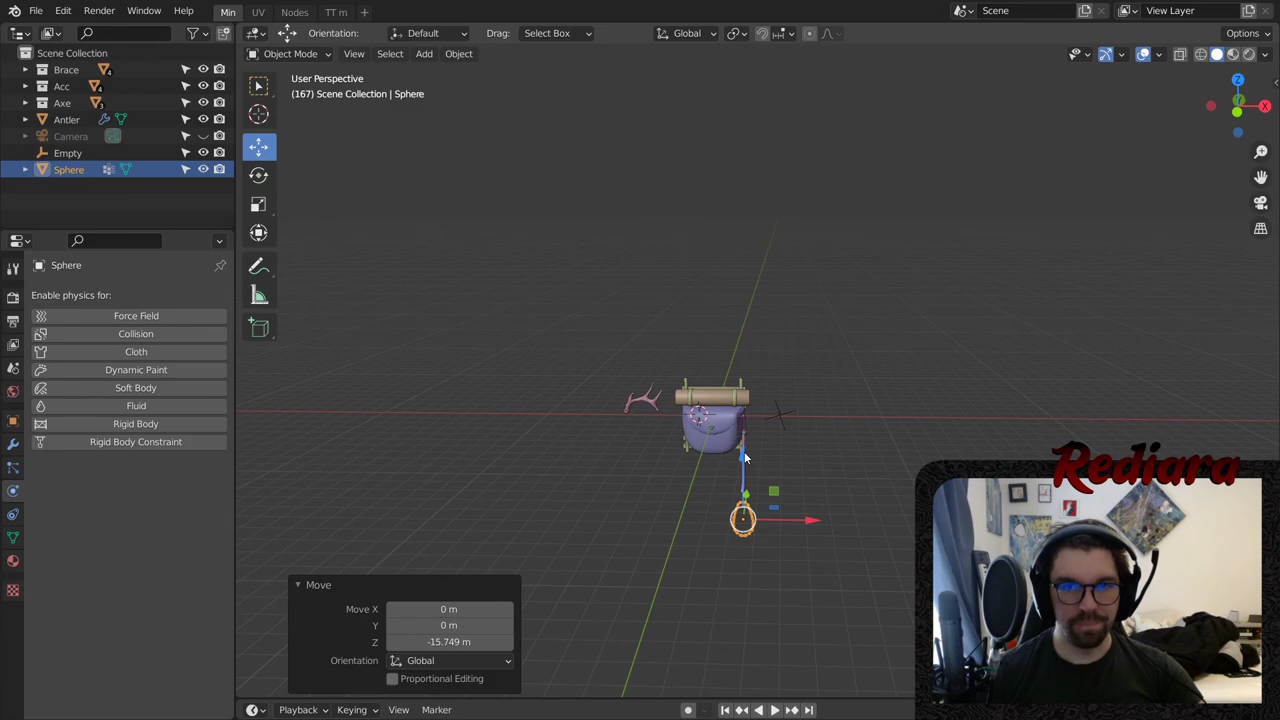 File Edit Render Window Help Min UV Nodes TT m + Scene View Layer
Orientation: Default Drag: Select Box Global Options
Object Mode View Select Add Object
Scene Collection
Brace 4
Acc 4
Axe 3
Antler
Camera
Empty
Sphere
User Perspective
(167) Scene Collection | Sphere
Z
Y
X
Sphere
Enable physics for:
Force Field
Collision
Cloth
Dynamic Paint
Soft Body
Fluid
Rigid Body
Rigid Body Constraint
Move
Move X 0 m
Y 0 m
Z -15.749 m
Orientation Global
Proportional Editing
Playback Keying View Marker
Rediara